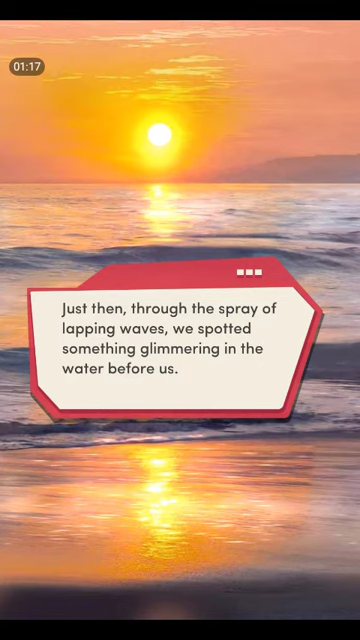 01:17
Just then, through the spray of
lapping waves, we spotted
something glimmering in the
water before us.